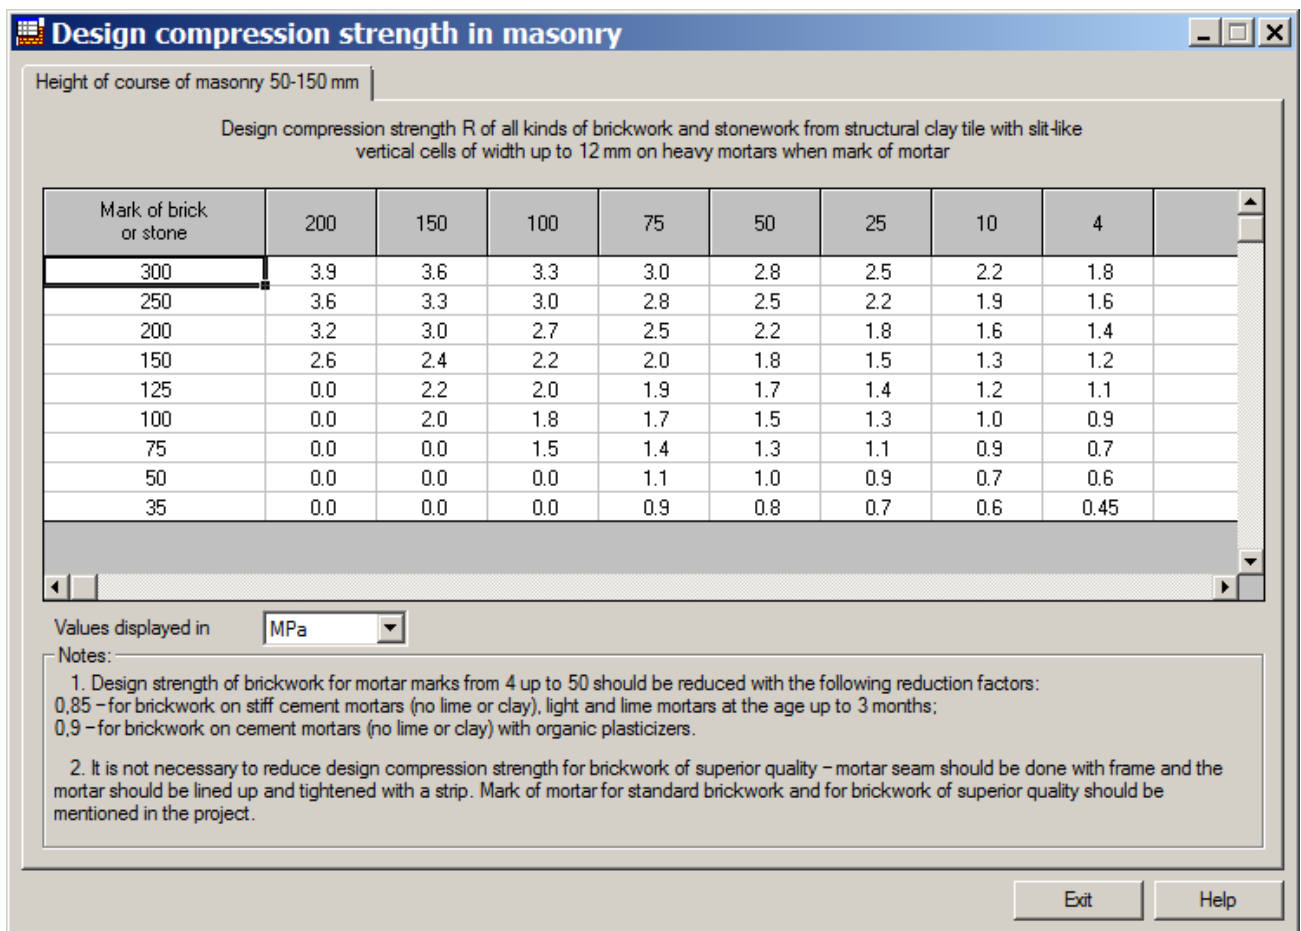 Design compression strength in masonry
Height of course of masonry 50-150 mm
Design compression strength R of all kinds of brickwork and stonework from structural clay tile with slit-like
vertical cells of width up to 12 mm on heavy mortars when mark of mortar
Mark of brick or stone 200 150 100 75 50 25 10 4
300 3.9 3.6 3.3 3.0 2.8 2.5 2.2 1.8
250 3.6 3.3 3.0 2.8 2.5 2.2 1.9 1.6
200 3.2 3.0 2.7 2.5 2.2 1.8 1.6 1.4
150 2.6 2.4 2.2 2.0 1.8 1.5 1.3 1.2
125 0.0 2.2 2.0 1.9 1.7 1.4 1.2 1.1
100 0.0 2.0 1.8 1.7 1.5 1.3 1.0 0.9
75 0.0 0.0 1.5 1.4 1.3 1.1 0.9 0.7
50 0.0 0.0 0.0 1.1 1.0 0.9 0.7 0.6
35 0.0 0.0 0.0 0.9 0.8 0.7 0.6 0.45
Values displayed in MPa
Notes:
1. Design strength of brickwork for mortar marks from 4 up to 50 should be reduced with the following reduction factors:
0,85 – for brickwork on stiff cement mortars (no lime or clay), light and lime mortars at the age up to 3 months;
0,9 – for brickwork on cement mortars (no lime or clay) with organic plasticizers.
2. It is not necessary to reduce design compression strength for brickwork of superior quality – mortar seam should be done with frame and the
mortar should be lined up and tightened with a strip. Mark of mortar for standard brickwork and for brickwork of superior quality should be
mentioned in the project.
Exit Help